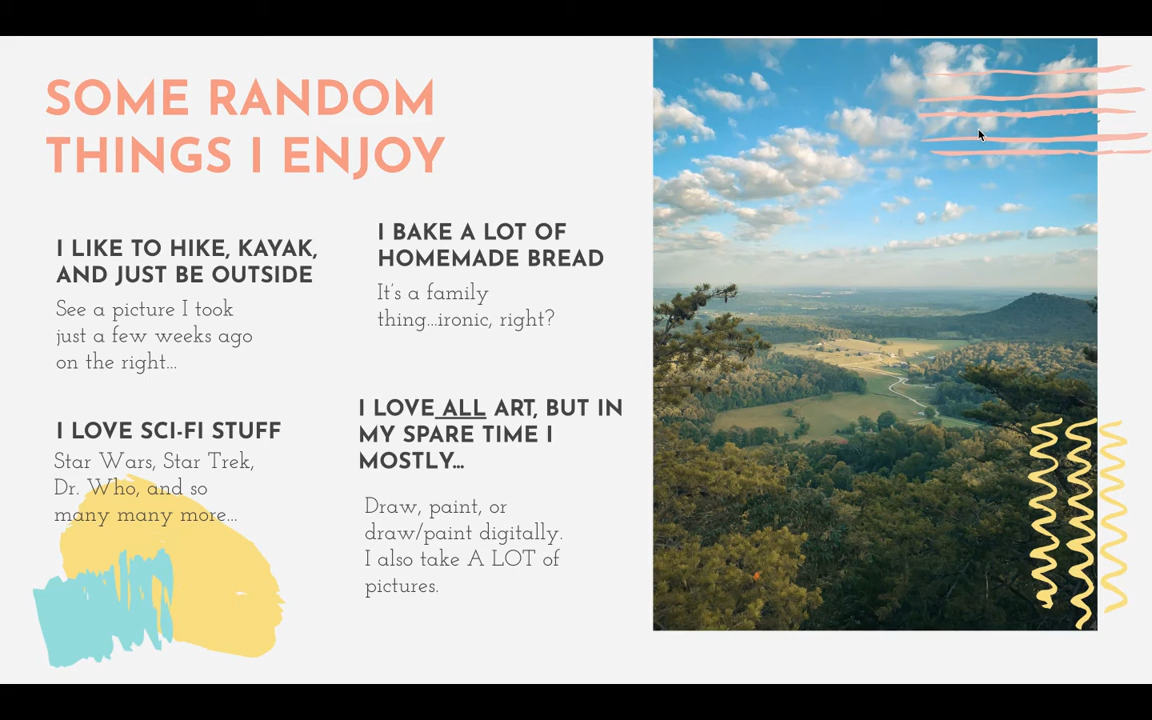 SOME RANDOM
THINGS I ENJOY
I LIKE TO HIKE, KAYAK,
AND JUST BE OUTSIDE
See a picture I took
just a few weeks ago
on the right...
I BAKE A LOT OF
HOMEMADE BREAD
It's a family
thing...ironic, right?
I LOVE SCI-FI STUFF
Star Wars, Star Trek,
Dr. Who, and so
many many more...
I LOVE ALL ART, BUT IN
MY SPARE TIME I
MOSTLY...
Draw, paint, or
draw/paint digitally.
I also take A LOT of
pictures.